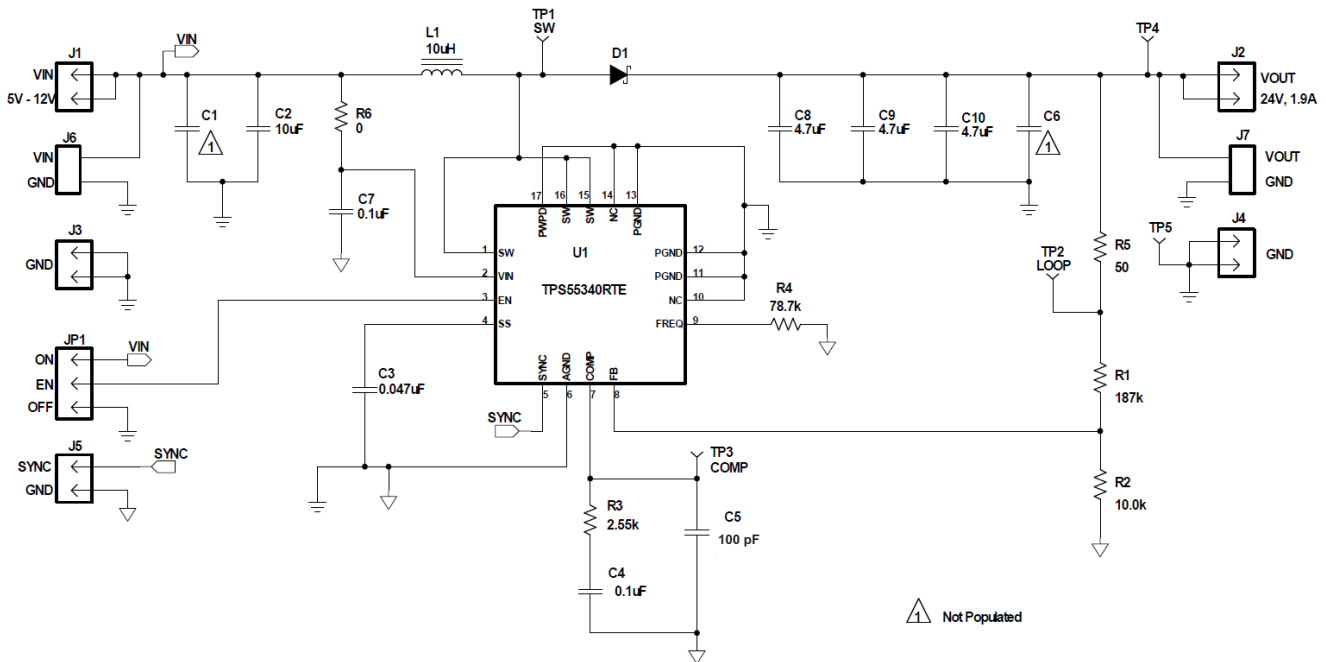 TP1
SW
TP4
VIN
L1
10uH
D1
J1
VIN
5V - 12V
J2
VOUT
24V, 1.9A
C1
1
C2
10uF
R6
0
C8
4.7uF
C9
4.7uF
C10
4.7uF
C6
1
J6
VIN
GND
J7
VOUT
GND
C7
0.1uF
17
16
15
14
13
PWPD
SW
SW
NC
PGND
U1
TPS55340RTE
1
SW
2
VIN
3
EN
4
SS
PGND
12
PGND
11
NC
10
FREQ
9
SYNC
AGND
COMP
FB
5
6
7
8
R4
78.7k
J3
GND
TP2
LOOP
R5
50
TP5
J4
GND
JP1
ON
EN
OFF
VIN
C3
0.047uF
R1
187k
SYNC
J5
SYNC
GND
SYNC
TP3
COMP
R2
10.0k
R3
2.55k
C5
100 pF
C4
0.1uF
1
Not Populated